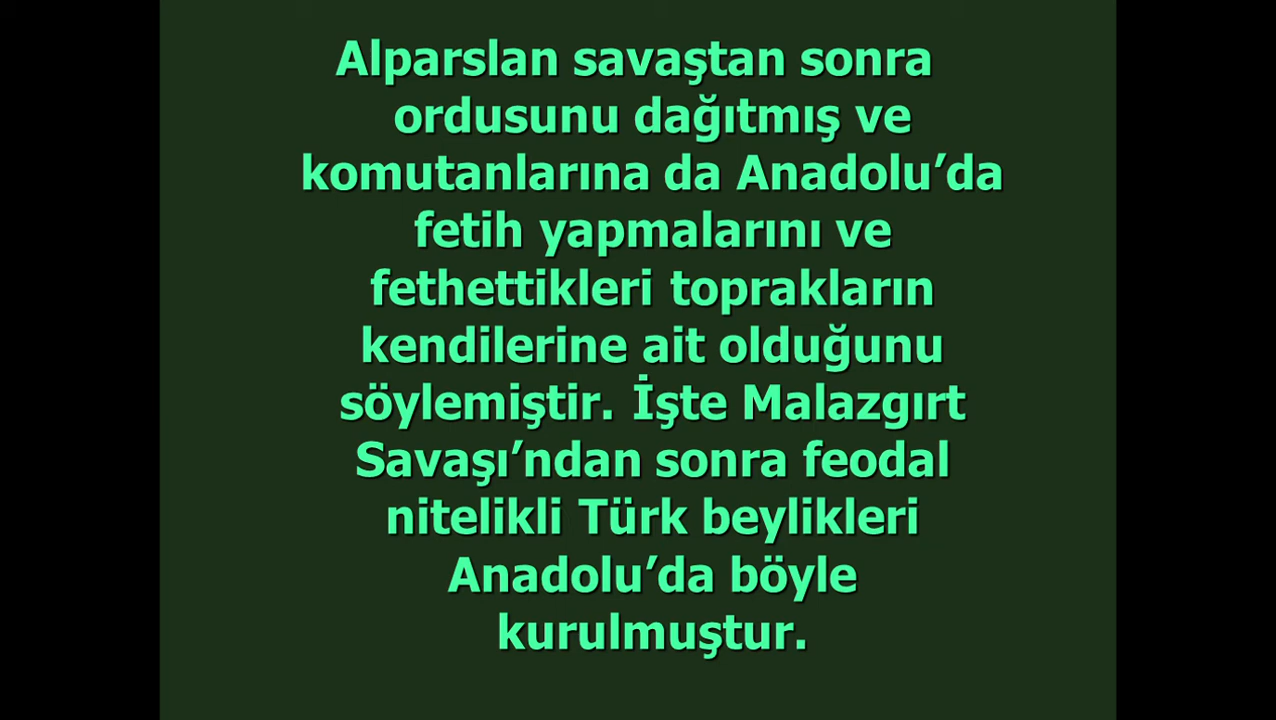 Alparslan savaştan sonra
ordusunu dağıtmış ve
komutanlarına da Anadolu’da
fetih yapmalarını ve
fethettikleri toprakların
kendilerine ait olduğunu
söylemiştir. İşte Malazgırt
Savaşı’ndan sonra feodal
nitelikli Türk beylikleri
Anadolu’da böyle
kurulmuştur.